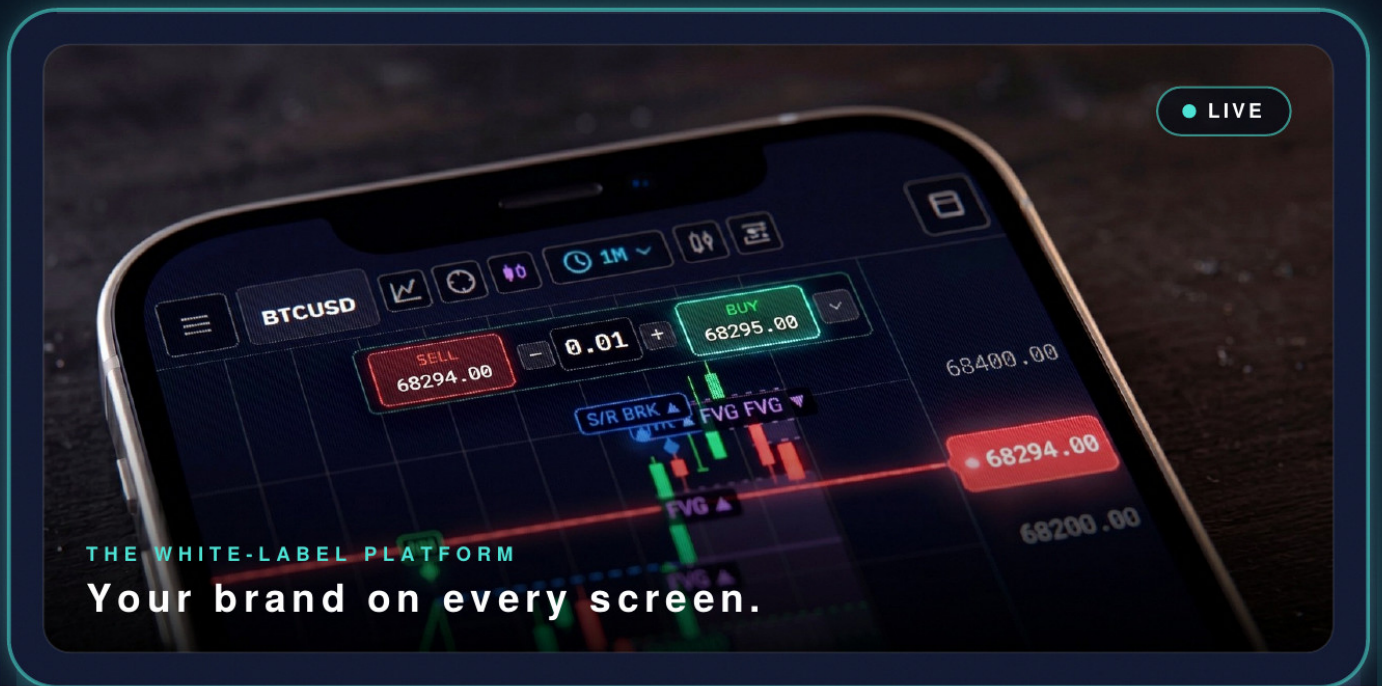 LIVE
BTCUSD
1M
SELL
68294.00
0.01
BUY
68295.00
68400.00
S/R BRK ▲
FVG FVG ▼
68294.00
FVG ▲
68200.00
FVG ▲
THE WHITE-LABEL PLATFORM
Your brand on every screen.